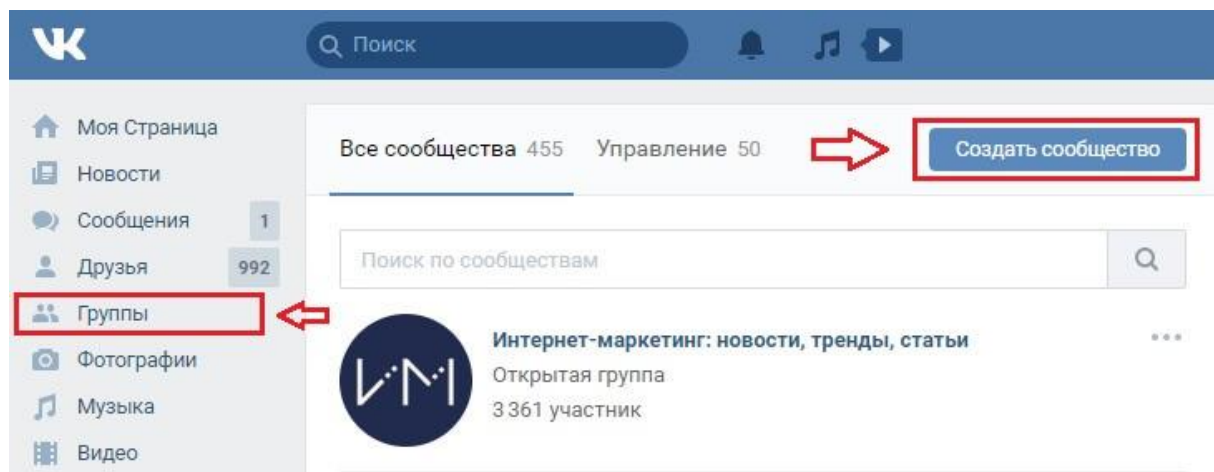 Поиск
Моя Страница
Новости
Сообщения 1
Друзья 992
Группы
Фотографии
Музыка
Видео
Все сообщества 455 Управление 50 Создать сообщество
Поиск по сообществам
Интернет-маркетинг: новости, тренды, статьи
Открытая группа
3 361 участник